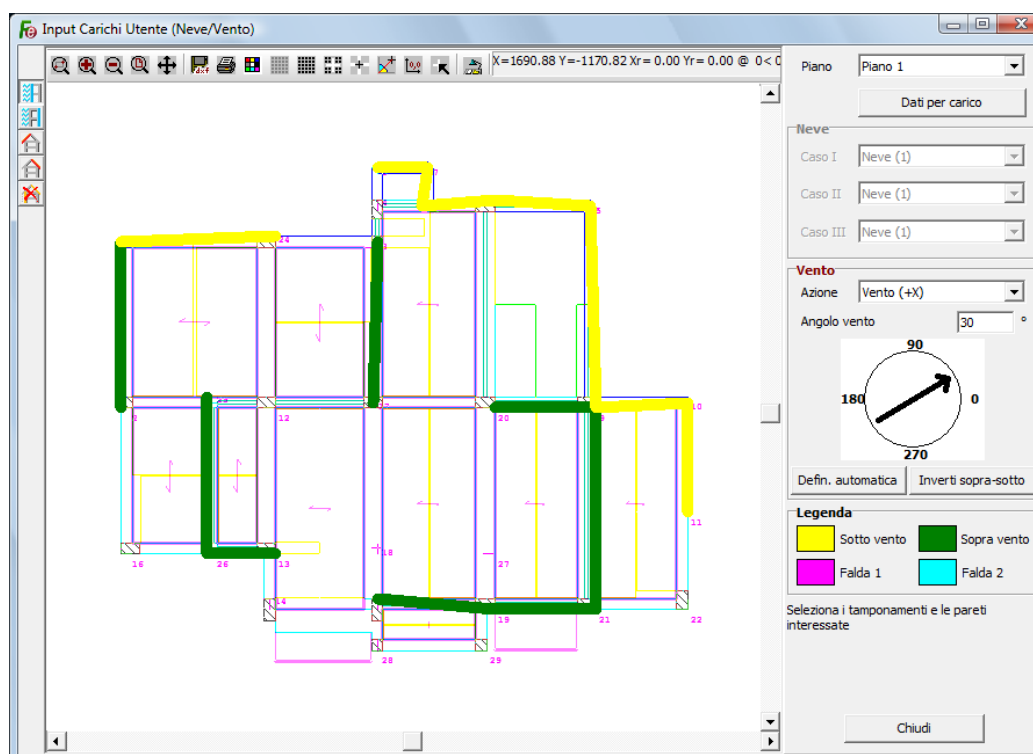 Input Carichi Utente (Neve/Vento)
dxf
0,0
X=1690.88 Y=-1170.82 Xr= 0.00 Yr= 0.00 @ 0< 0
Piano
Piano 1
Dati per carico
Neve
Caso I
Neve (1)
Caso II
Neve (1)
Caso III
Neve (1)
Vento
Azione
Vento (+X)
Angolo vento
30
°
90
180
0
270
Defin. automatica
Inverti sopra-sotto
Legenda
Sotto vento
Sopra vento
Falda 1
Falda 2
Seleziona i tamponamenti e le pareti
interessate
Chiudi
24
12
20
10
11
16
26
13
18
27
14
19
21
22
28
29